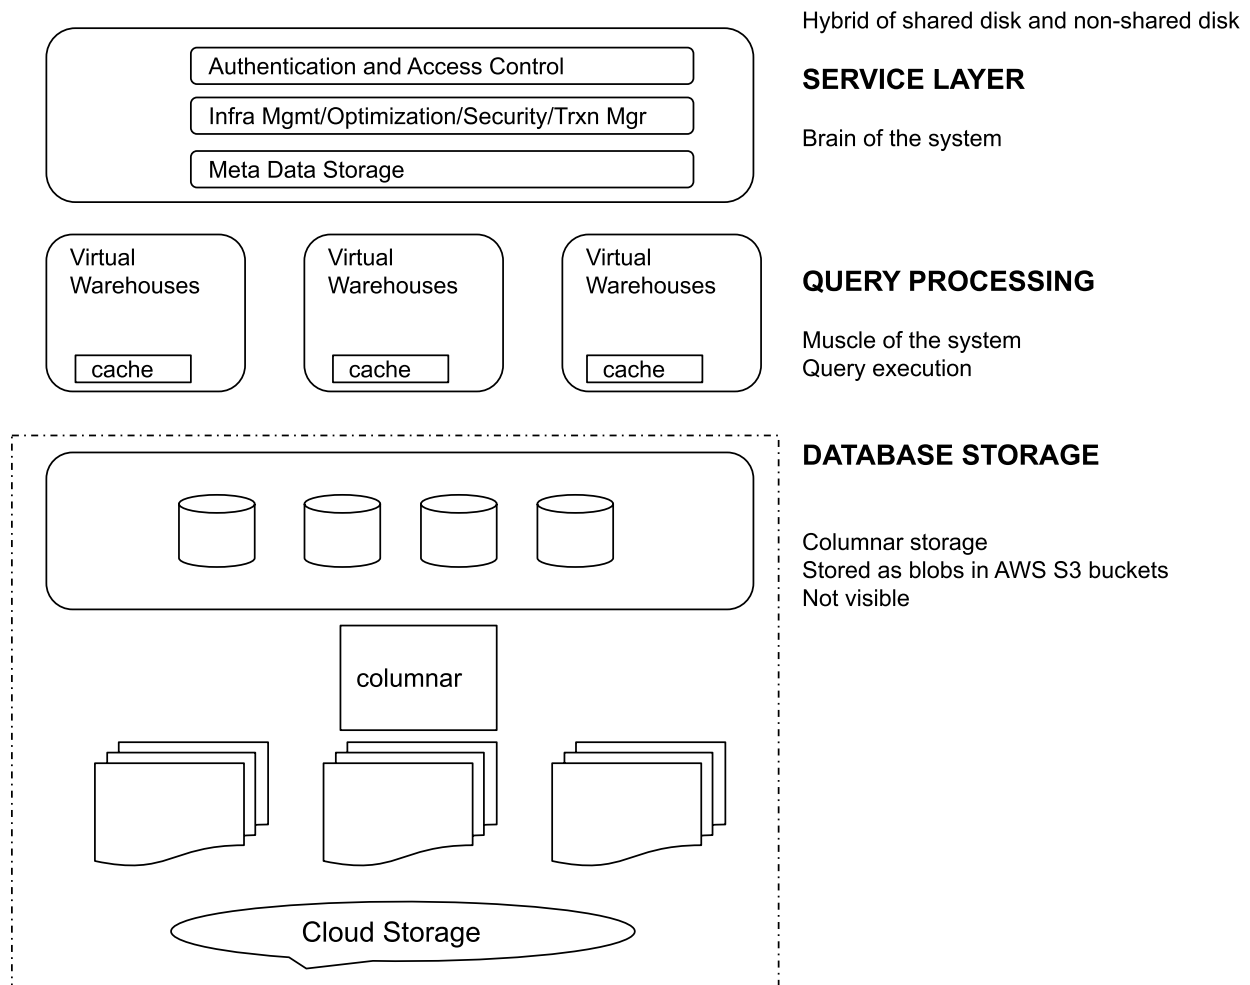 Hybrid of shared disk and non-shared disk
Authentication and Access Control
SERVICE LAYER
Infra Mgmt/Optimization/Security/Trxn Mgr
Brain of the system
Meta Data Storage
Virtual
Warehouses
cache
Virtual
Warehouses
cache
Virtual
Warehouses
cache
QUERY PROCESSING
Muscle of the system
Query execution
DATABASE STORAGE
Columnar storage
Stored as blobs in AWS S3 buckets
Not visible
columnar
Cloud Storage